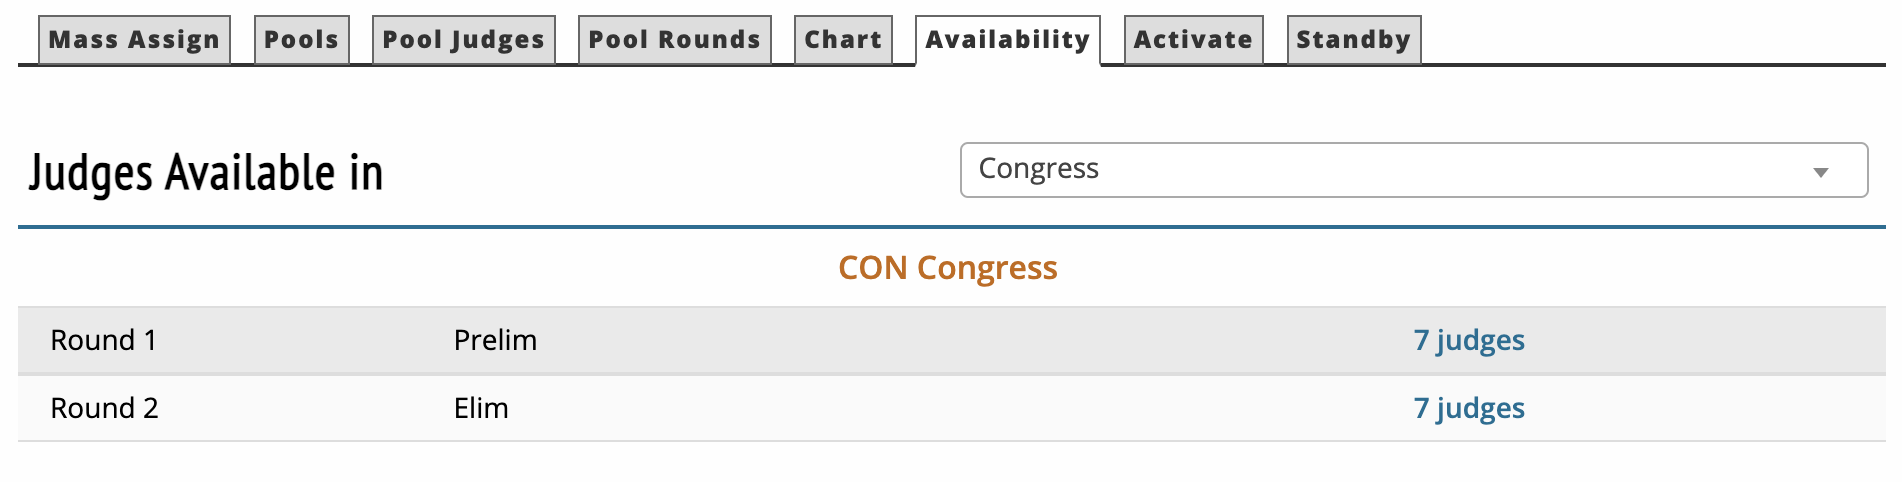 Mass Assign Pools Pool Judges Pool Rounds Chart Availability Activate Standby
Judges Available in Congress
CON Congress
Round 1 Prelim 7 judges
Round 2 Elim 7 judges